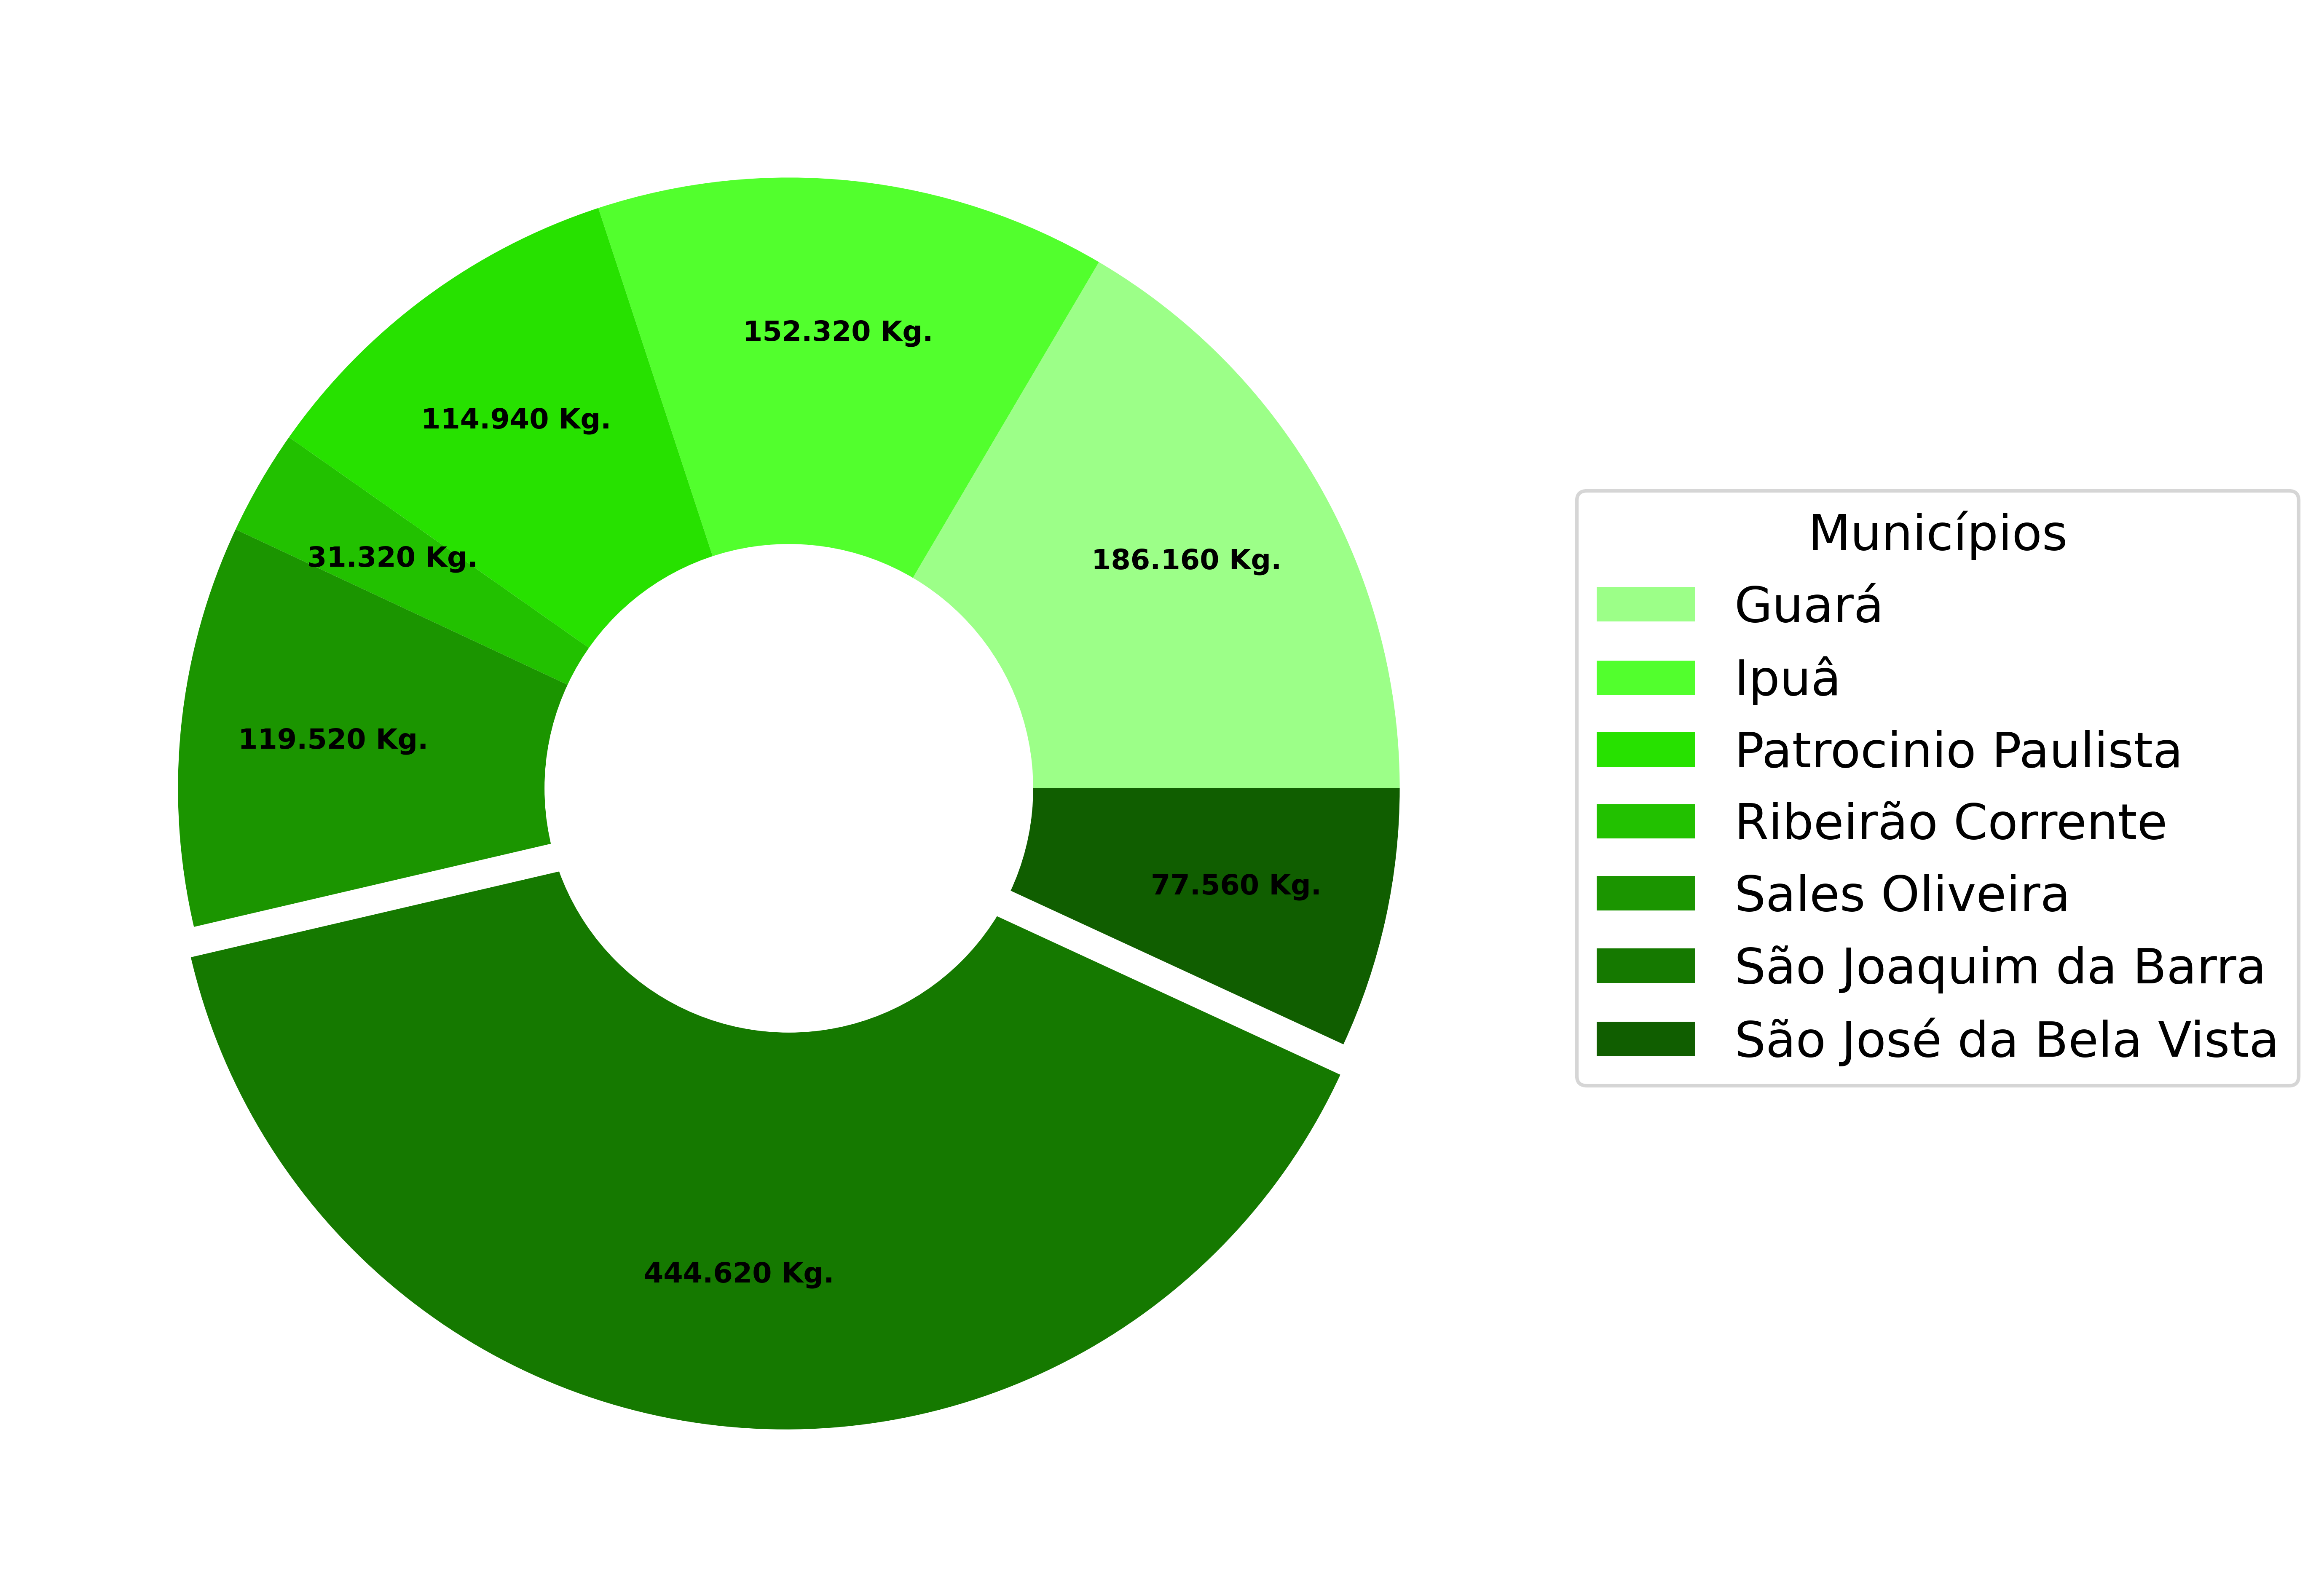 152.320 Kg.
114.940 Kg.
186.160 Kg.
31.320 Kg.
119.520 Kg.
77.560 Kg.
444.620 Kg.
Municípios
Guará
Ipuâ
Patrocinio Paulista
Ribeirão Corrente
Sales Oliveira
São Joaquim da Barra
São José da Bela Vista